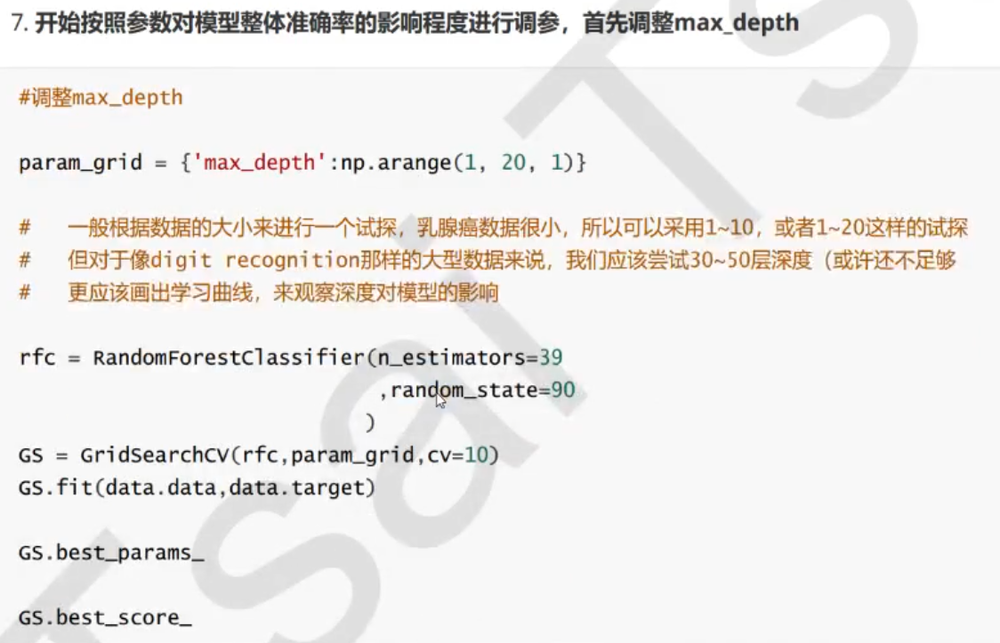 7. 开始按照参数对模型整体准确率的影响程度进行调参，首先调整max_depth
#调整max_depth
param_grid = {'max_depth':np.arange(1, 20, 1)}
#   一般根据数据的大小来进行一个试探，乳腺癌数据很小，所以可以采用1~10，或者1~20这样的试探
#   但对于像digit recognition那样的大型数据来说，我们应该尝试30~50层深度（或许还不足够
#   更应该画出学习曲线，来观察深度对模型的影响
rfc = RandomForestClassifier(n_estimators=39
,random_state=90
)
GS = GridSearchCV(rfc,param_grid,cv=10)
GS.fit(data.data,data.target)
GS.best_params_
GS.best_score_
Tsai Ts